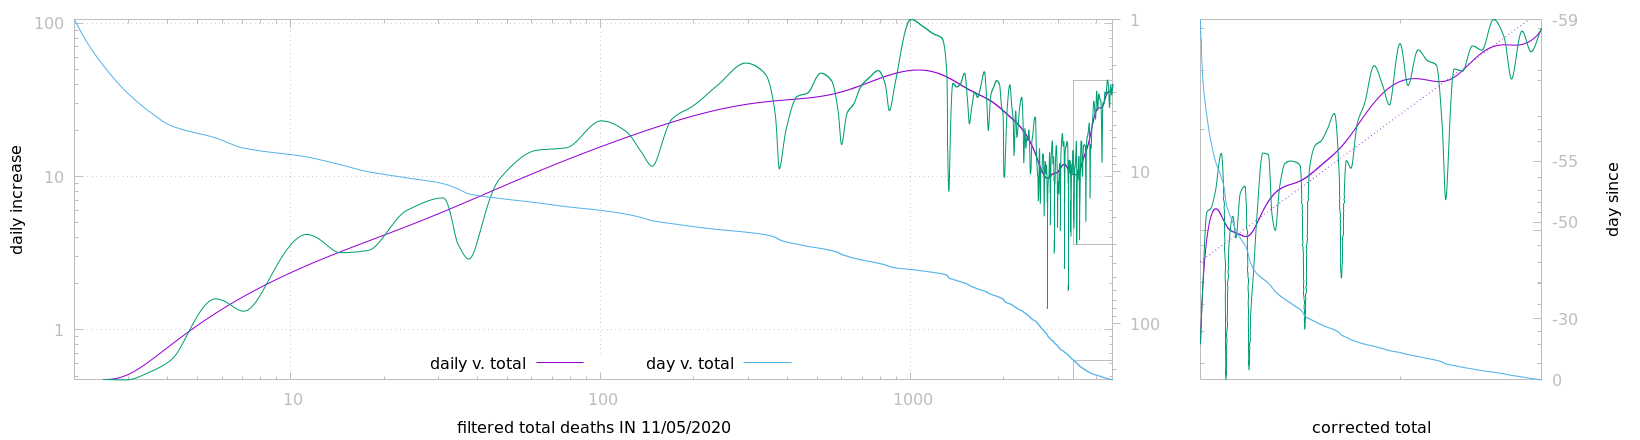 100
10
1
daily increase
10
100
1000
filtered total deaths IN 11/05/2020
daily v. total
day v. total
1
10
100
-59
-55
-50
-30
0
day since
corrected total